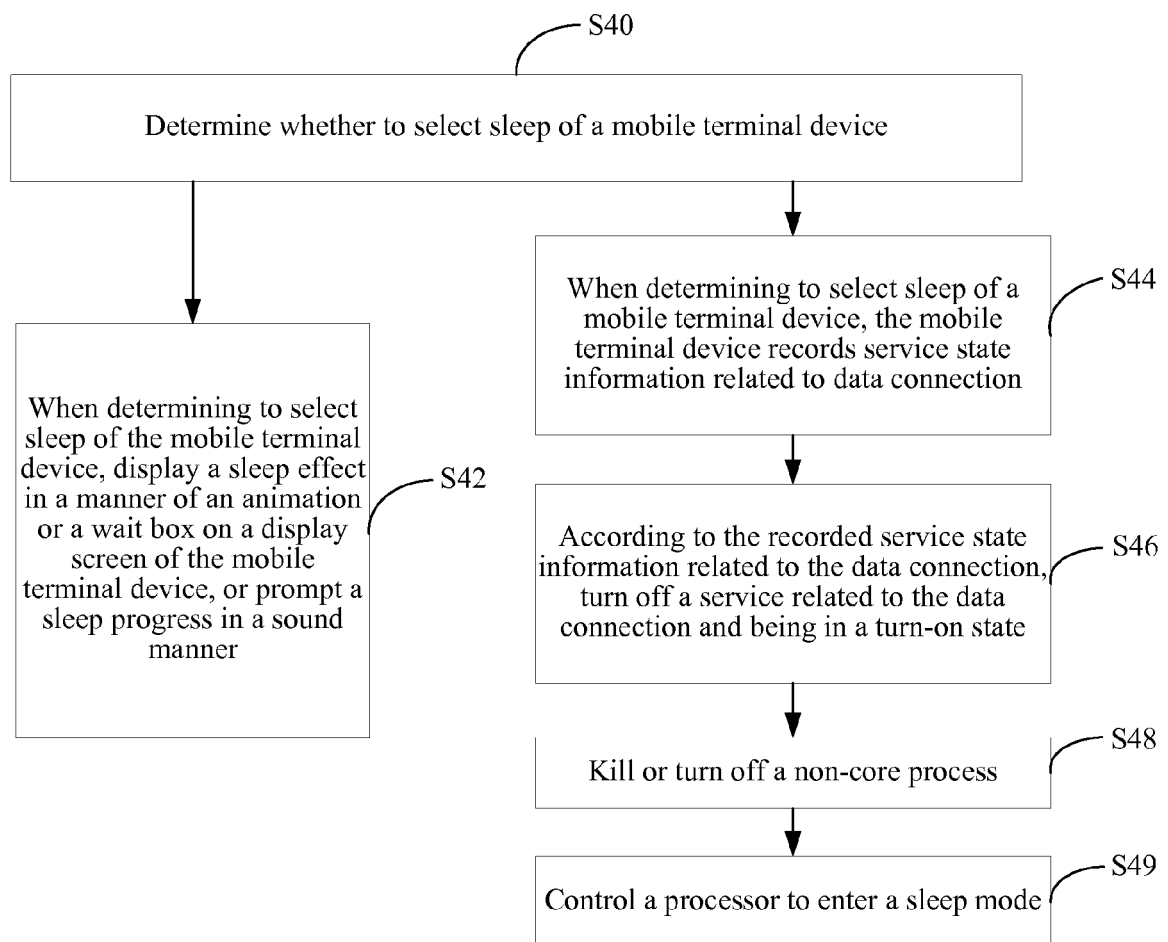 S40
Determine whether to select sleep of a mobile terminal device
When determining to select sleep of a
mobile terminal device, the mobile
terminal device records service state
information related to data connection
S44
When determining to select
sleep of the mobile terminal
device, display a sleep effect
in a manner of an animation
or a wait box on a display
screen of the mobile
terminal device, or prompt a
sleep progress in a sound
manner
S42
According to the recorded service state
information related to the data connection,
turn off a service related to the data
connection and being in a turn-on state
S46
Kill or turn off a non-core process
S48
Control a processor to enter a sleep mode
S49